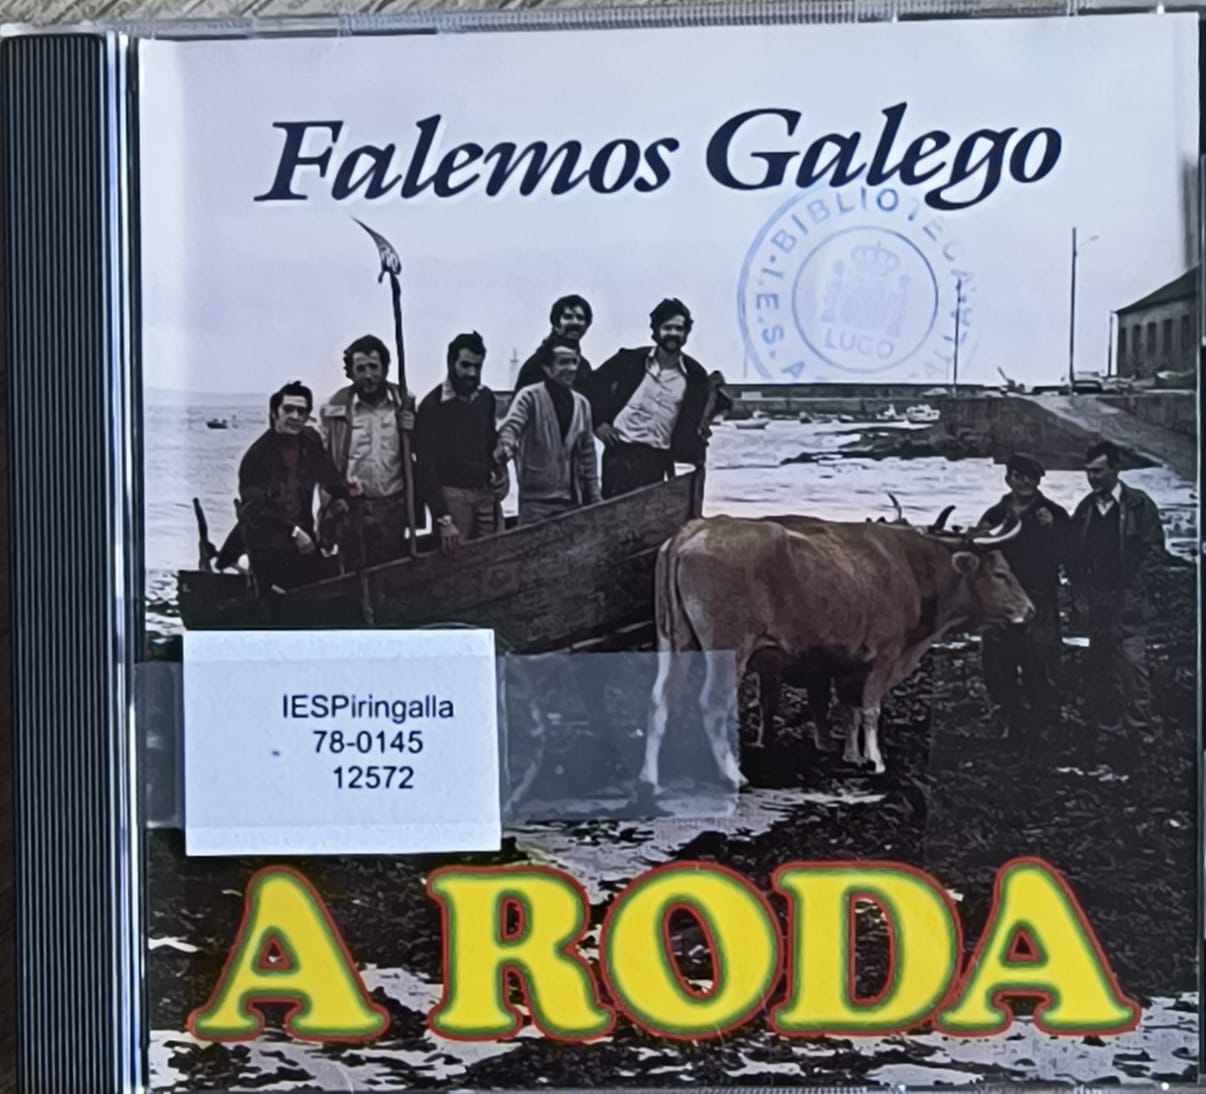 Falemos Galego
BIBLIOTECA
I.E.S.
LUGO
IESPiringalla
78-0145
12572
A RODA